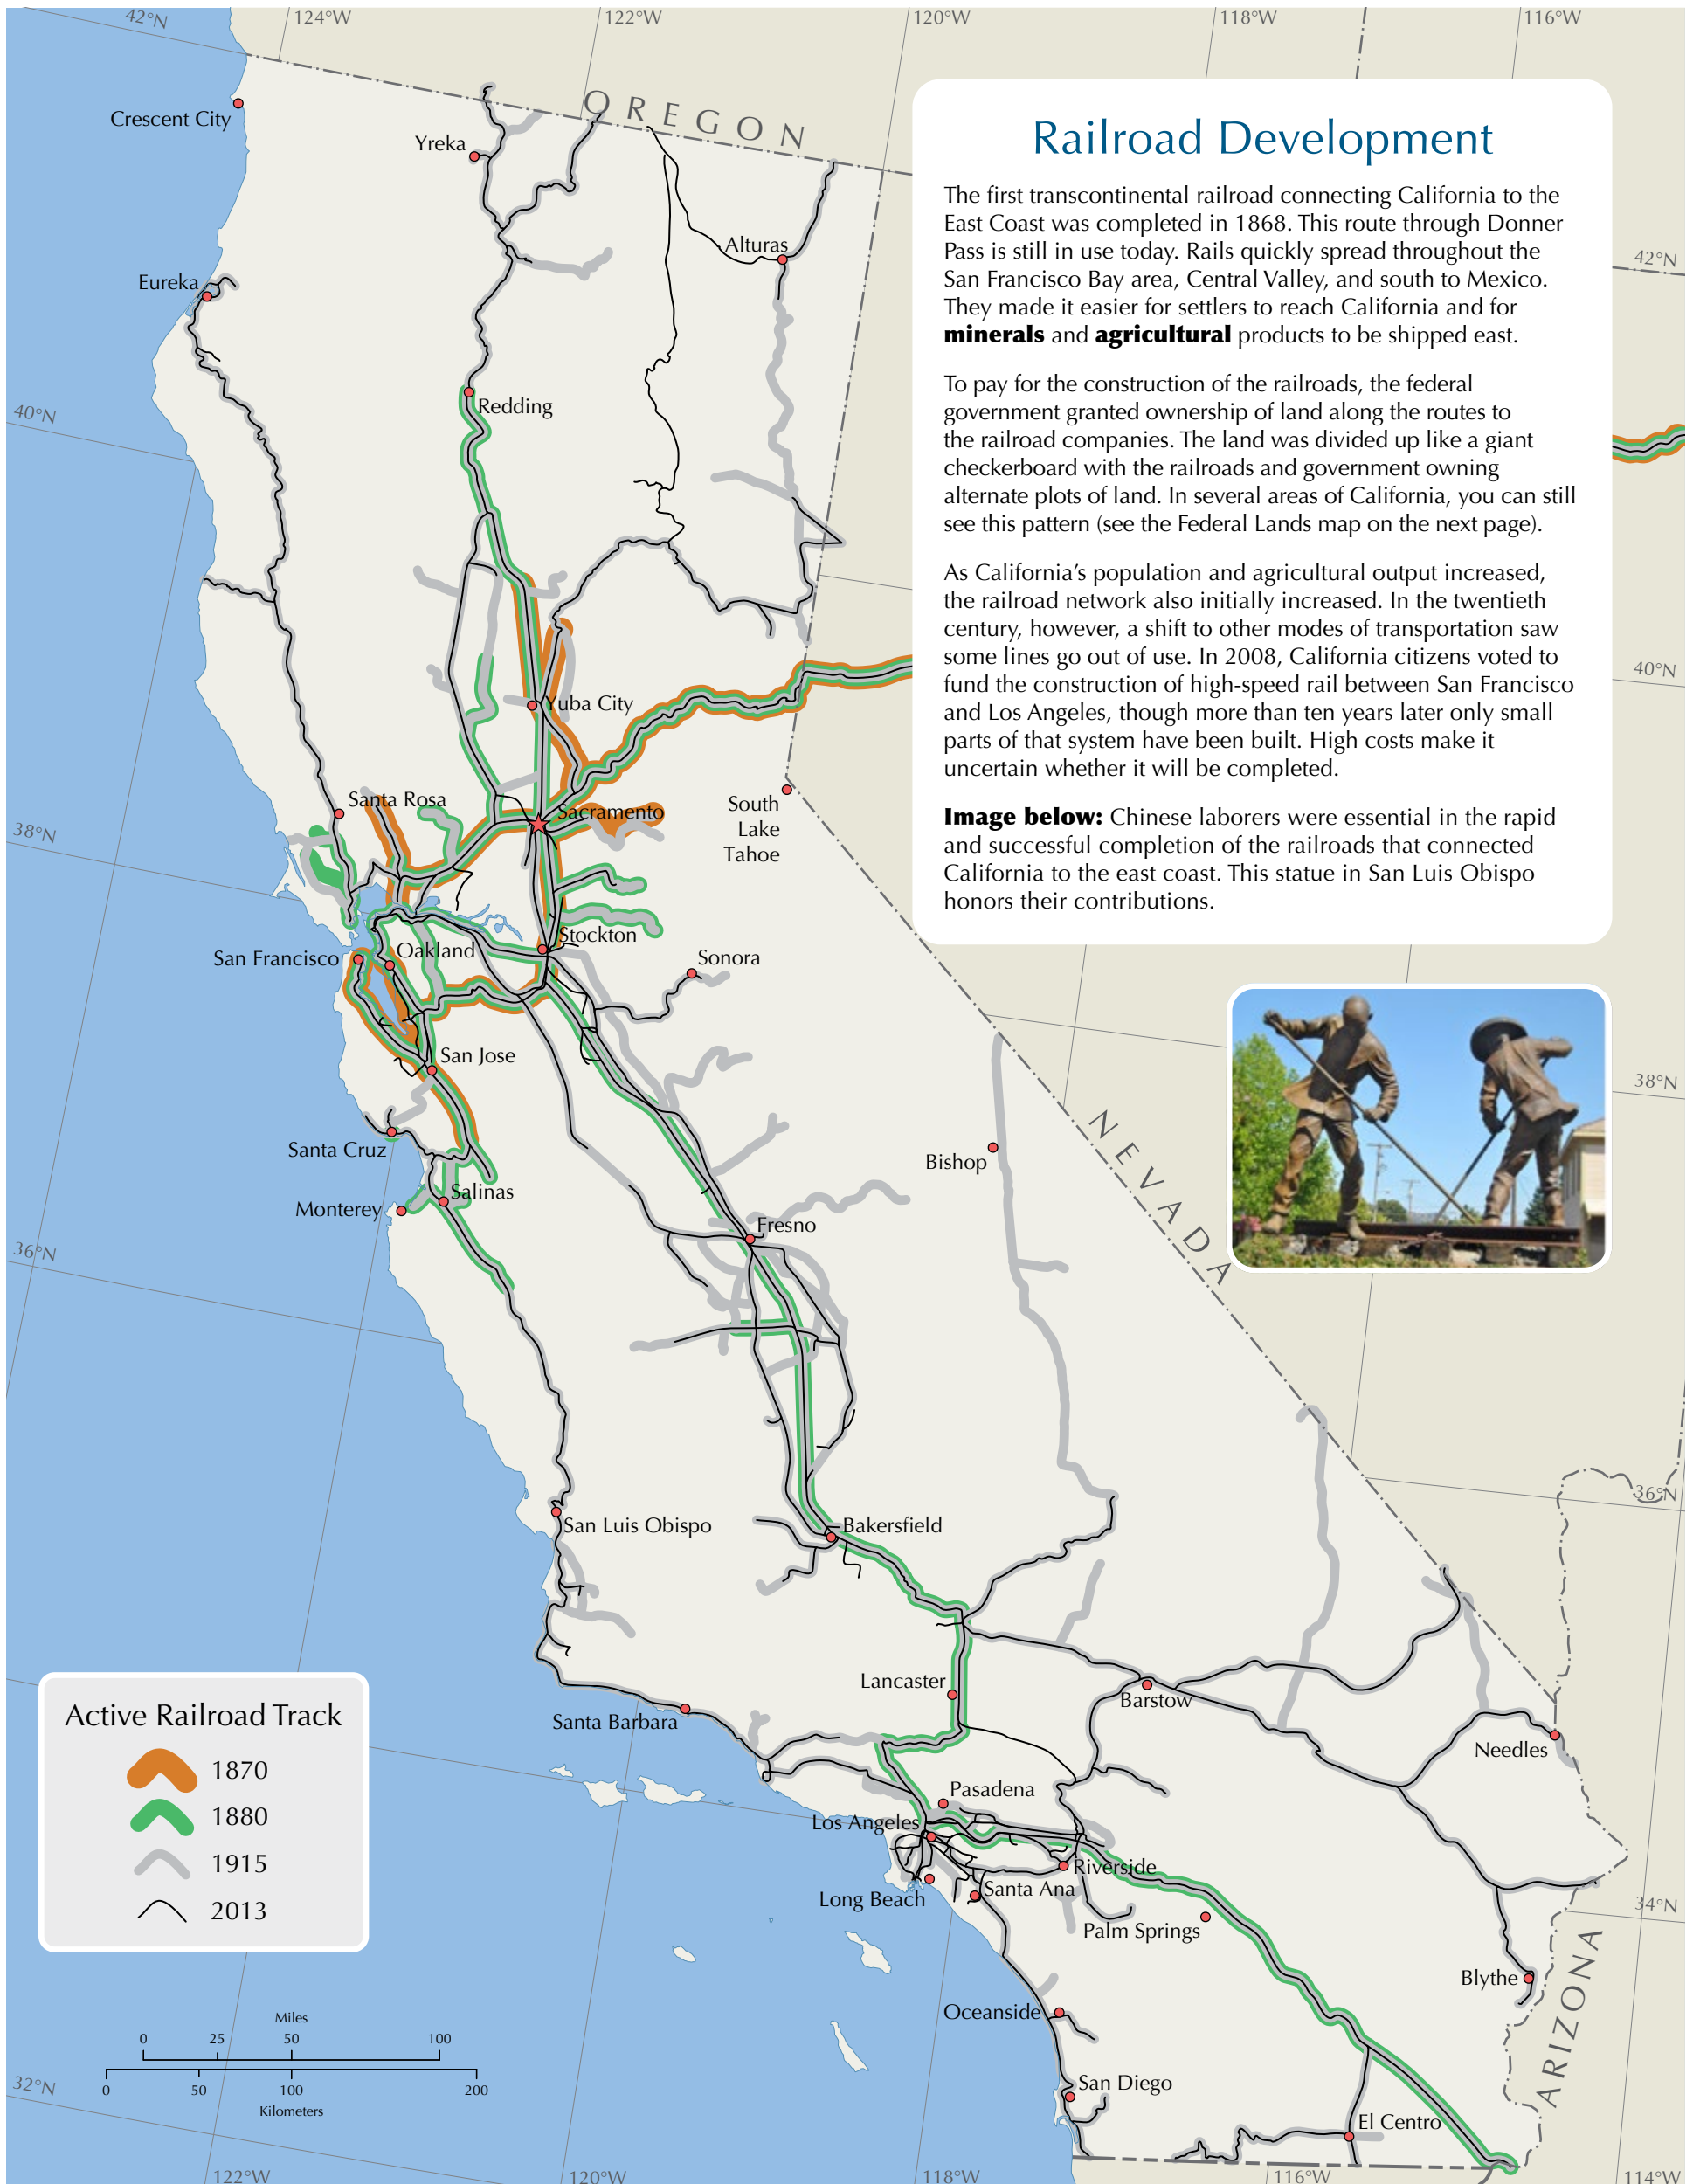 42°N
124°W
122°W
120°W
118°W
116°W
OREGON
Crescent City
Yreka
Alturas
Eureka
Redding
40°N
Railroad Development
The first transcontinental railroad connecting California to the
East Coast was completed in 1868. This route through Donner
Pass is still in use today. Rails quickly spread throughout the
San Francisco Bay area, Central Valley, and south to Mexico.
They made it easier for settlers to reach California and for
minerals and agricultural products to be shipped east.
To pay for the construction of the railroads, the federal
government granted ownership of land along the routes to
the railroad companies. The land was divided up like a giant
checkerboard with the railroads and government owning
alternate plots of land. In several areas of California, you can still
see this pattern (see the Federal Lands map on the next page).
As California’s population and agricultural output increased,
the railroad network also initially increased. In the twentieth
century, however, a shift to other modes of transportation saw
some lines go out of use. In 2008, California citizens voted to
fund the construction of high-speed rail between San Francisco
and Los Angeles, though more than ten years later only small
parts of that system have been built. High costs make it
uncertain whether it will be completed.
Image below: Chinese laborers were essential in the rapid
and successful completion of the railroads that connected
California to the east coast. This statue in San Luis Obispo
honors their contributions.
42°N
40°N
Yuba City
Santa Rosa
Sacramento
South
Lake
Tahoe
38°N
Stockton
Oakland
San Francisco
Sonora
San Jose
38°N
NEVADA
Santa Cruz
Bishop
Salinas
Monterey
Fresno
36°N
36°N
San Luis Obispo
Bakersfield
Lancaster
Barstow
Santa Barbara
Needles
Pasadena
Los Angeles
Riverside
Long Beach
Santa Ana
Palm Springs
34°N
Blythe
ARIZONA
Oceanside
San Diego
El Centro
Active Railroad Track
1870
1880
1915
2013
Miles
0 25 50 100
0 50 100 200
Kilometers
32°N
122°W
120°W
118°W
116°W
114°W